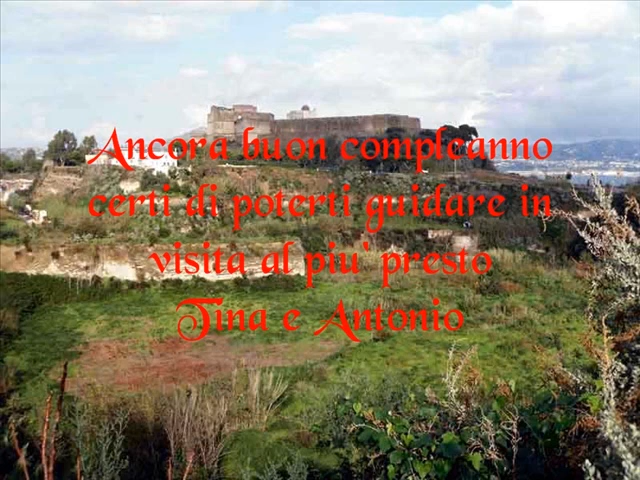 Ancora buon compleanno
certi di poterti guidare in
visita al piu' presto
Tina e Antonio